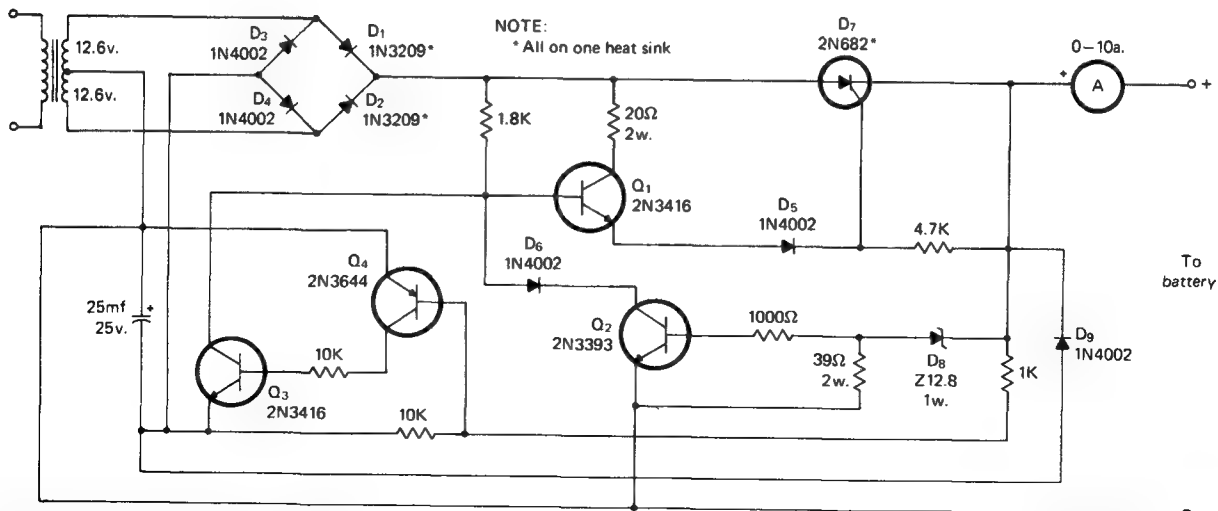 12.6v.
12.6v.
D3
1N4002
D1
1N3209*
D4
1N4002
D2
1N3209*
NOTE:
* All on one heat sink
D7
2N682*
0–10a.
+
A
+
1.8K
20Ω
2w.
Q1
2N3416
D5
1N4002
4.7K
D6
1N4002
Q4
2N3644
To
battery
25mf
25v.
+
Q2
2N3393
1000Ω
39Ω
2w.
D8
Z12.8
1w.
D9
1N4002
1K
10K
Q3
2N3416
10K